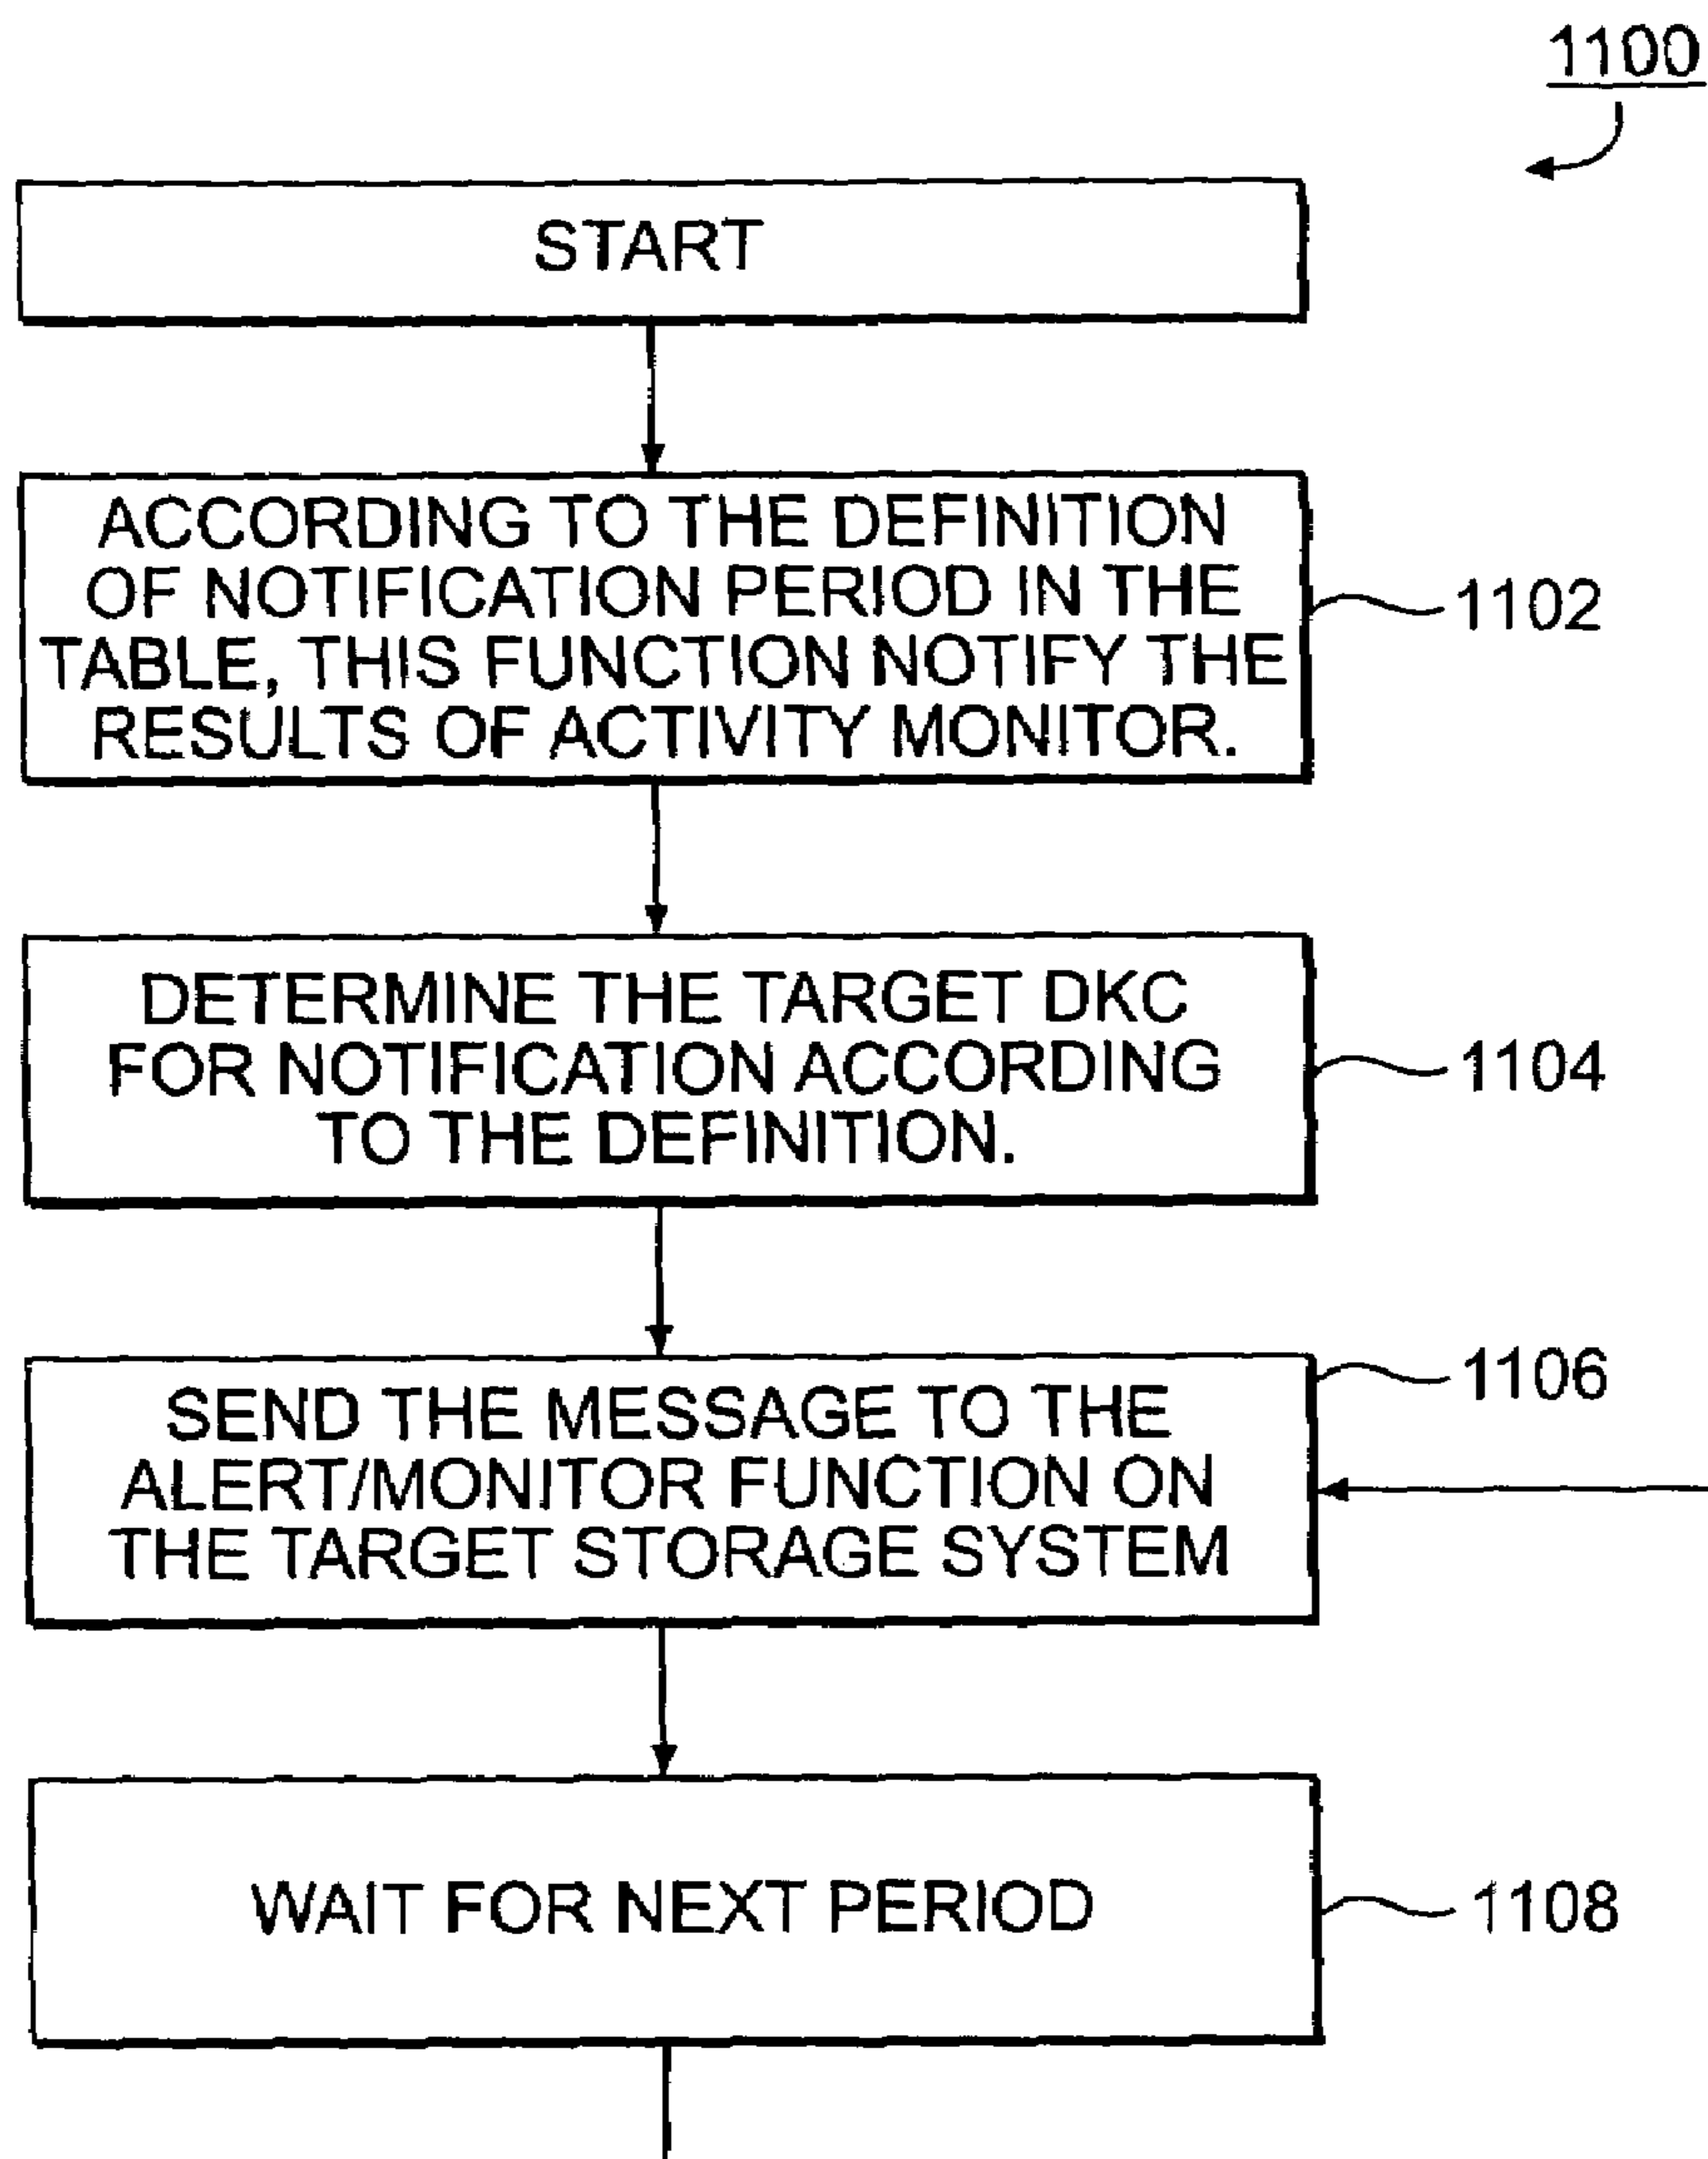 1100
START
ACCORDING TO THE DEFINITION
OF NOTIFICATION PERIOD IN THE
TABLE, THIS FUNCTION NOTIFY THE
RESULTS OF ACTIVITY MONITOR.
1102
DETERMINE THE TARGET DKC
FOR NOTIFICATION ACCORDING
TO THE DEFINITION.
1104
SEND THE MESSAGE TO THE
ALERT/MONITOR FUNCTION ON
THE TARGET STORAGE SYSTEM
1106
WAIT FOR NEXT PERIOD
1108